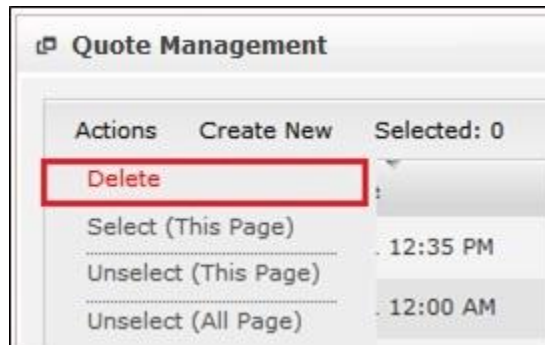 Quote Management
Actions Create New Selected: 0
Delete
Select (This Page)
12:35 PM
Unselect (This Page)
12:00 AM
Unselect (All Page)